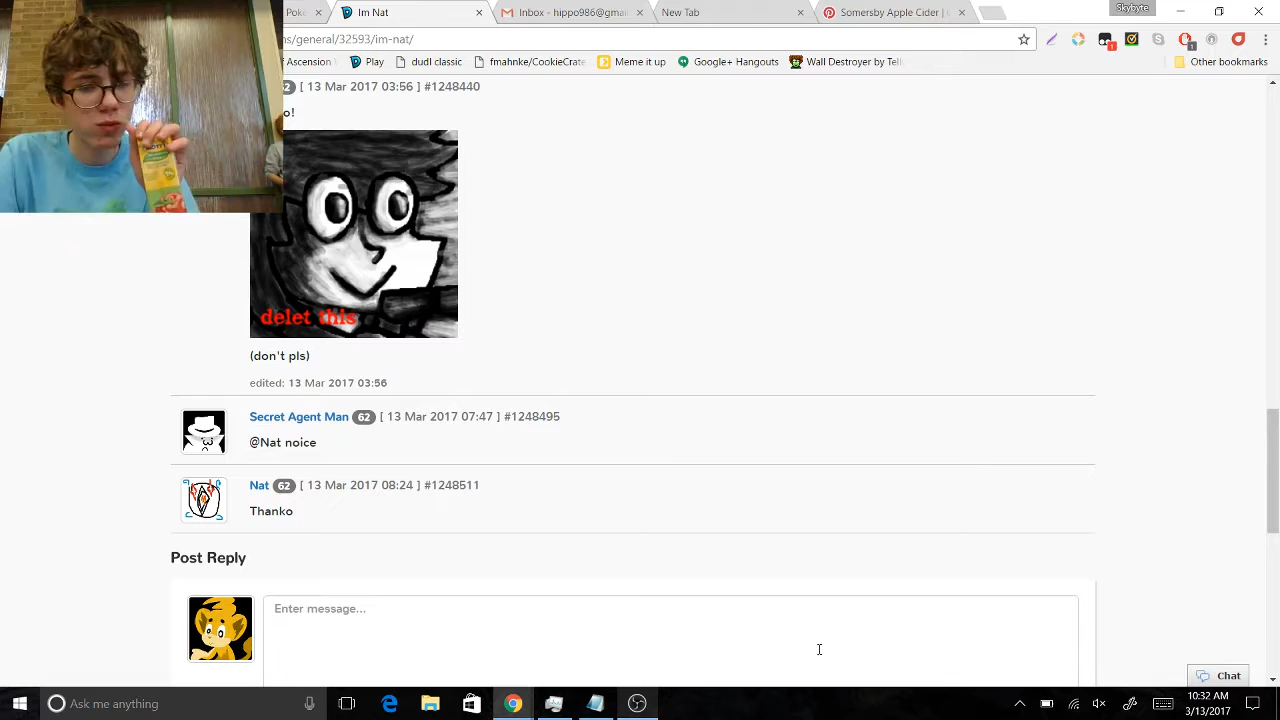 Poke
Im Nat
Inbox - hippo986@gmai
New Tab
Somersby Apple Cider |
Skybyte
ns/general/32593/im-nat/
Ascension
Play
dudl classic
fmahnke/CookieCrate
Meme it up
Google
Hangouts
Wall Destroyer by Tell
Other bookmarks
[ 13 Mar 2017 03:56 ] #1248440
o!
delet this
(don't pls)
edited: 13 Mar 2017 03:56
Secret Agent Man 62 [ 13 Mar 2017 07:47 ] #1248495
@Nat noice
Nat 62 [ 13 Mar 2017 08:24 ] #1248511
Thanko
Post Reply
Enter message...
Chat
Ask me anything
10:32 AM
3/13/2017